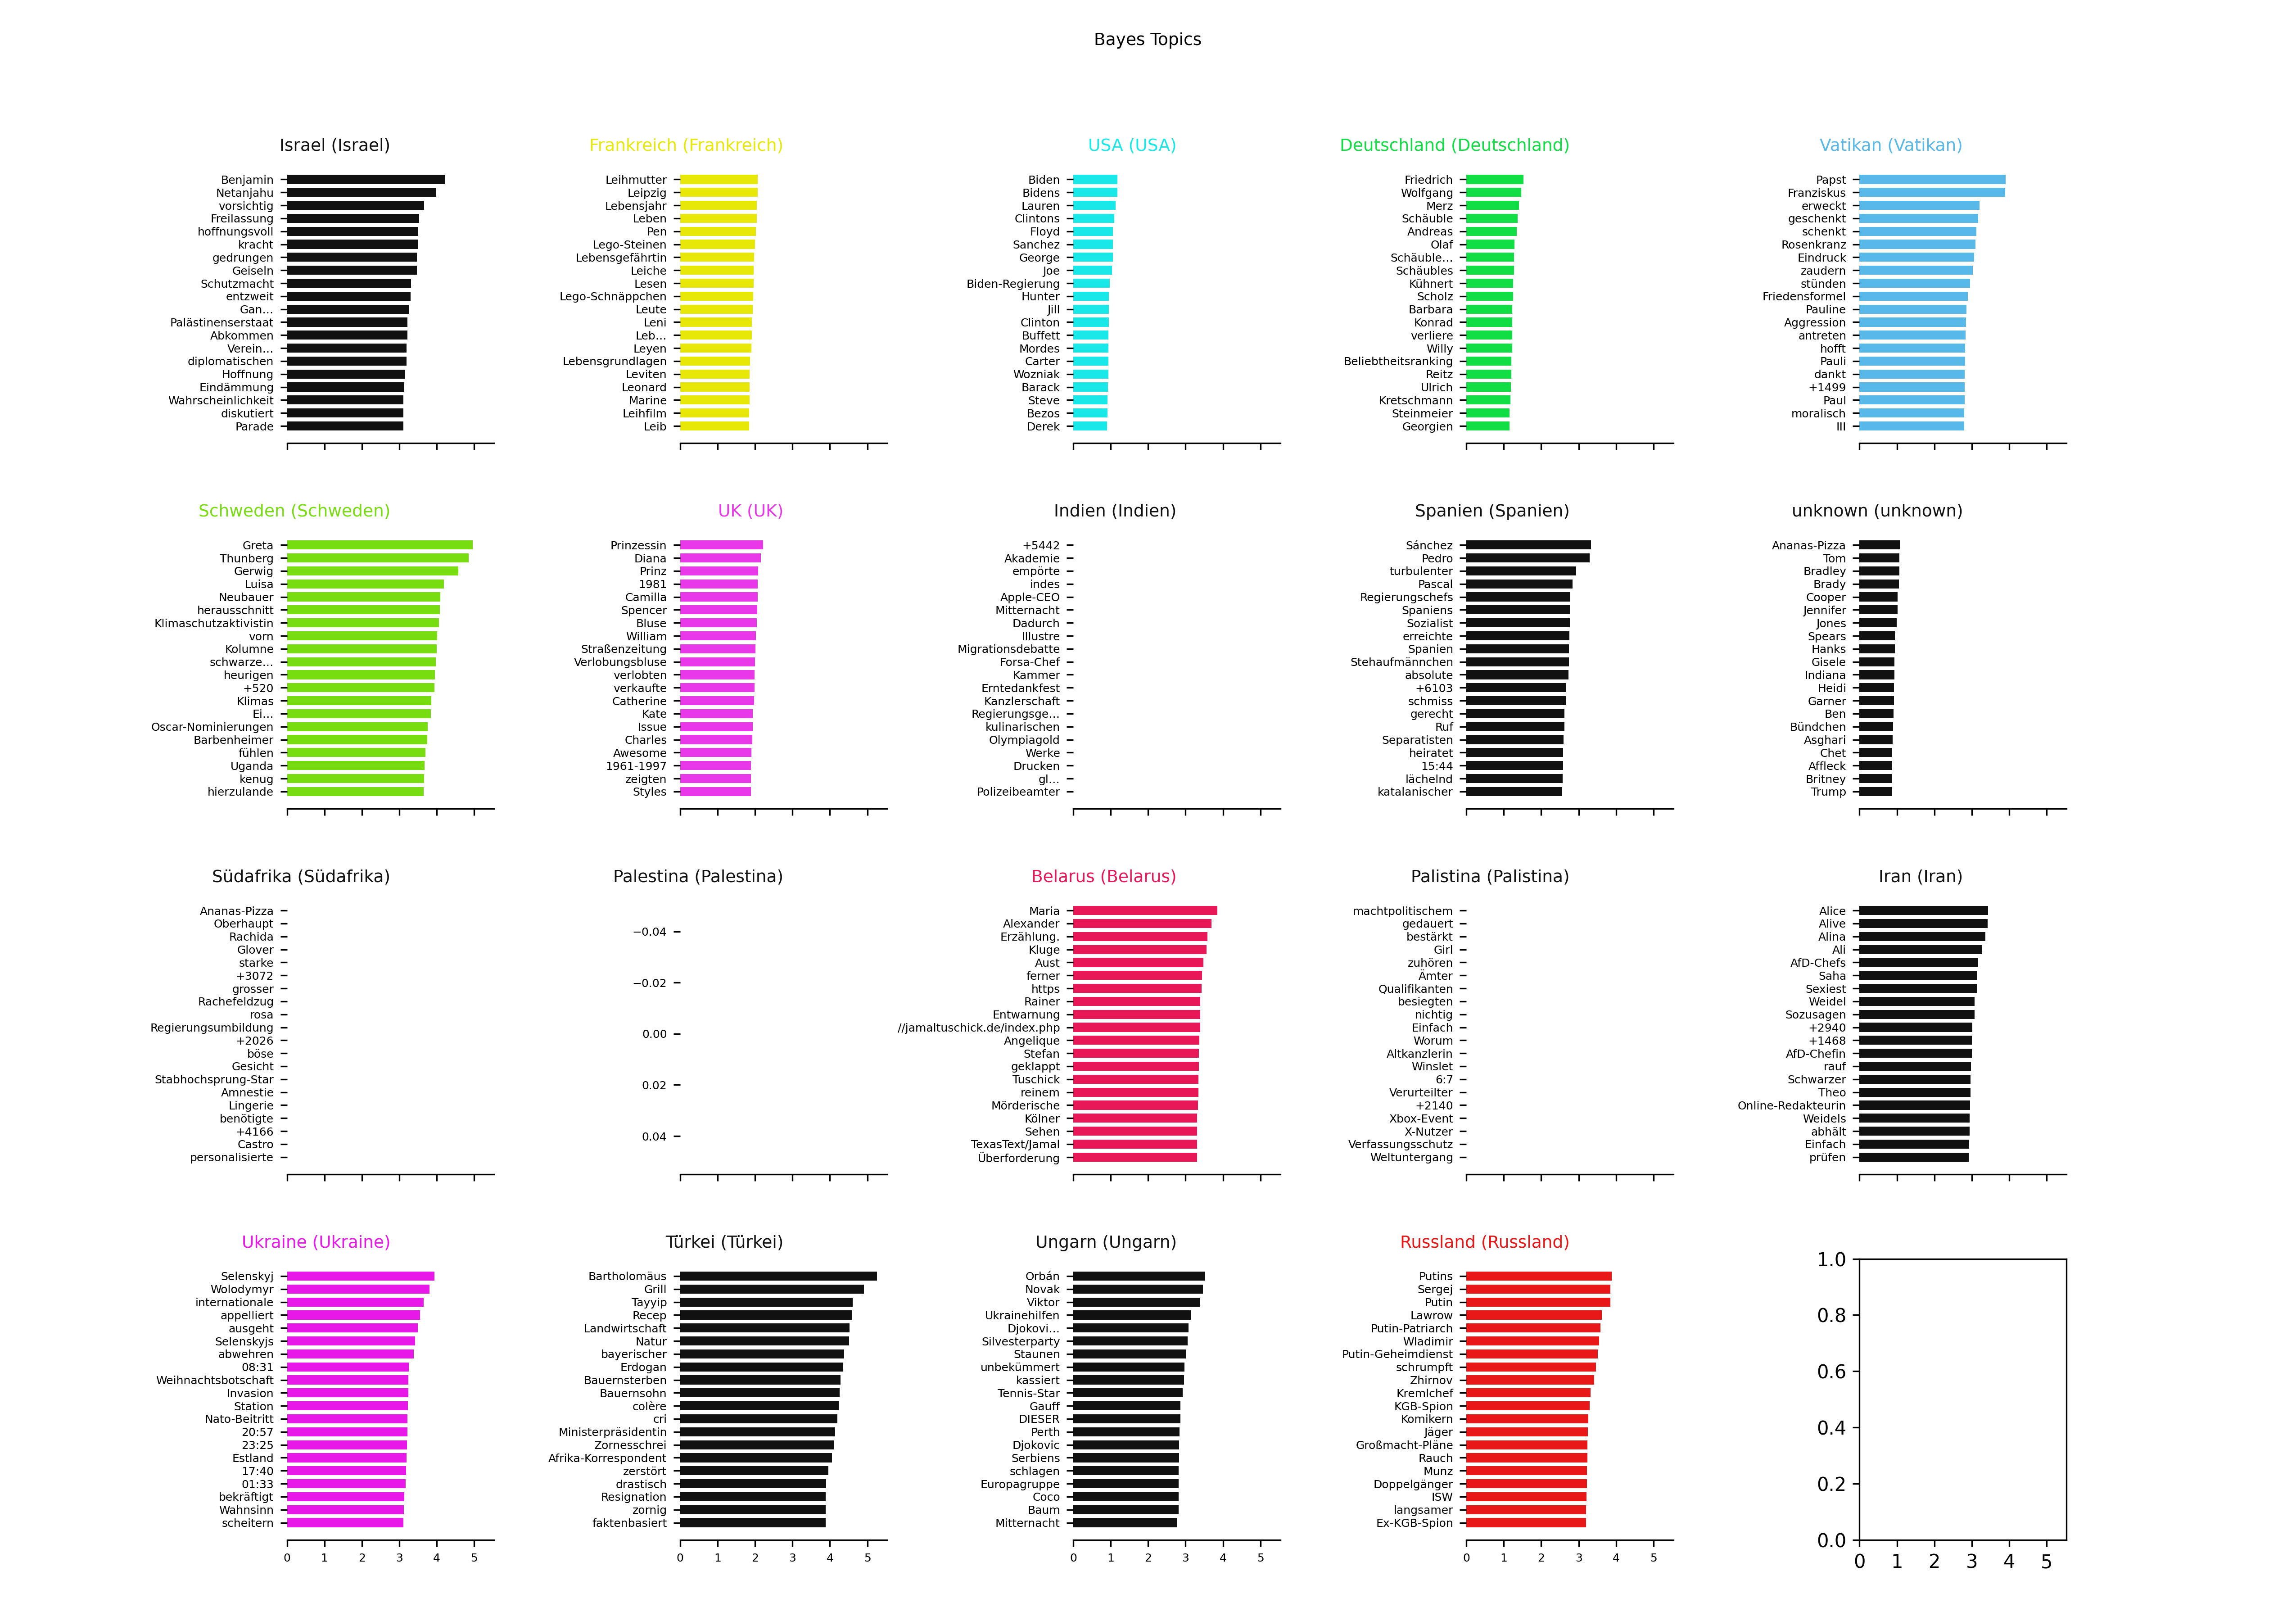 Bayes Topics
Israel (Israel)
Benjamin
Netanjahu
vorsichtig
Freilassung
hoffnungsvoll
kracht
gedrungen
Geiseln
Schutzmacht
entzweit
Gan…
Palästinenserstaat
Abkommen
Verein…
diplomatischen
Hoffnung
Eindämmung
Wahrscheinlichkeit
diskutiert
Parade
Frankreich (Frankreich)
Leihmutter
Leipzig
Lebensjahr
Leben
Pen
Lego-Steinen
Lebensgefährtin
Leiche
Lesen
Lego-Schnäppchen
Leute
Leni
Leb…
Leyen
Lebensgrundlagen
Leviten
Leonard
Marine
Leihfilm
Leib
USA (USA)
Biden
Bidens
Lauren
Clintons
Floyd
Sanchez
George
Joe
Biden-Regierung
Hunter
Jill
Clinton
Buffett
Mordes
Carter
Wozniak
Barack
Steve
Bezos
Derek
Deutschland (Deutschland)
Friedrich
Wolfgang
Merz
Schäuble
Andreas
Olaf
Schäuble…
Schäubles
Kühnert
Scholz
Barbara
Konrad
verliere
Willy
Beliebtheitsranking
Reitz
Ulrich
Kretschmann
Steinmeier
Georgien
Vatikan (Vatikan)
Papst
Franziskus
erweckt
geschenkt
schenkt
Rosenkranz
Eindruck
zaudern
stünden
Friedensformel
Pauline
Aggression
antreten
hofft
Pauli
dankt
+1499
Paul
moralisch
III
Schweden (Schweden)
Greta
Thunberg
Gerwig
Luisa
Neubauer
herausschnitt
Klimaschutzaktivistin
vorn
Kolumne
schwarze…
heurigen
+520
Klimas
Ei…
Oscar-Nominierungen
Barbenheimer
fühlen
Uganda
kenug
hierzulande
UK (UK)
Prinzessin
Diana
Prinz
1981
Camilla
Spencer
Bluse
William
Straßenzeitung
Verlobungsbluse
verlobten
verkaufte
Catherine
Kate
Issue
Charles
Awesome
1961-1997
zeigten
Styles
Indien (Indien)
+5442
Akademie
empörte
indes
Apple-CEO
Mitternacht
Dadurch
Illustre
Migrationsdebatte
Forsa-Chef
Kammer
Erntedankfest
Kanzlerschaft
Regierungsge…
kulinarischen
Olympiagold
Werke
Drucken
gl…
Polizeibeamter
Spanien (Spanien)
Sánchez
Pedro
turbulenter
Pascal
Regierungschefs
Spaniens
Sozialist
erreichte
Spanien
Stehaufmännchen
absolute
+6103
schmiss
gerecht
Ruf
Separatisten
heiratet
15:44
lächelnd
katalanischer
unknown (unknown)
Ananas-Pizza
Tom
Bradley
Brady
Cooper
Jennifer
Jones
Spears
Hanks
Gisele
Indiana
Heidi
Garner
Ben
Bündchen
Asghari
Chet
Affleck
Britney
Trump
Südafrika (Südafrika)
Ananas-Pizza
Oberhaupt
Rachida
Glover
starke
+3072
grosser
Rachefeldzug
rosa
Regierungsumbildung
+2026
böse
Gesicht
Stabhochsprung-Star
Amnestie
Lingerie
benötigte
+4166
Castro
personalisierte
Palestina (Palestina)
−0.04
−0.02
0.00
0.02
0.04
Belarus (Belarus)
Maria
Alexander
Erzählung.
Kluge
Aust
ferner
https
Rainer
Entwarnung
//jamaltuschick.de/index.php
Angelique
Stefan
geklappt
Tuschick
reinem
Mörderische
Kölner
Sehen
TexasText/Jamal
Überforderung
Palistina (Palistina)
machtpolitischem
gedauert
bestärkt
Girl
zuhören
Ämter
Qualifikanten
besiegten
nichtig
Einfach
Worum
Altkanzlerin
Winslet
6:7
Verurteilter
+2140
Xbox-Event
X-Nutzer
Verfassungsschutz
Weltuntergang
Iran (Iran)
Alice
Alive
Alina
Ali
AfD-Chefs
Saha
Sexiest
Weidel
Sozusagen
+2940
+1468
AfD-Chefin
rauf
Schwarzer
Theo
Online-Redakteurin
Weidels
abhält
Einfach
prüfen
Ukraine (Ukraine)
Selenskyj
Wolodymyr
internationale
appelliert
ausgeht
Selenskyjs
abwehren
08:31
Weihnachtsbotschaft
Invasion
Station
Nato-Beitritt
20:57
23:25
Estland
17:40
01:33
bekräftigt
Wahnsinn
scheitern
0 1 2 3 4 5
Türkei (Türkei)
Bartholomäus
Grill
Tayyip
Recep
Landwirtschaft
Natur
bayerischer
Erdogan
Bauernsterben
Bauernsohn
colère
cri
Ministerpräsidentin
Zornesschrei
Afrika-Korrespondent
zerstört
drastisch
Resignation
zornig
faktenbasiert
0 1 2 3 4 5
Ungarn (Ungarn)
Orbán
Novak
Viktor
Ukrainehilfen
Djokovi…
Silvesterparty
Staunen
unbekümmert
kassiert
Tennis-Star
Gauff
DIESER
Perth
Djokovic
Serbiens
schlagen
Europagruppe
Coco
Baum
Mitternacht
0 1 2 3 4 5
Russland (Russland)
Putins
Sergej
Putin
Lawrow
Putin-Patriarch
Wladimir
Putin-Geheimdienst
schrumpft
Zhirnov
Kremlchef
KGB-Spion
Komikern
Jäger
Großmacht-Pläne
Rauch
Munz
Doppelgänger
ISW
langsamer
Ex-KGB-Spion
0 1 2 3 4 5
1.0
0.8
0.6
0.4
0.2
0.0
0 1 2 3 4 5